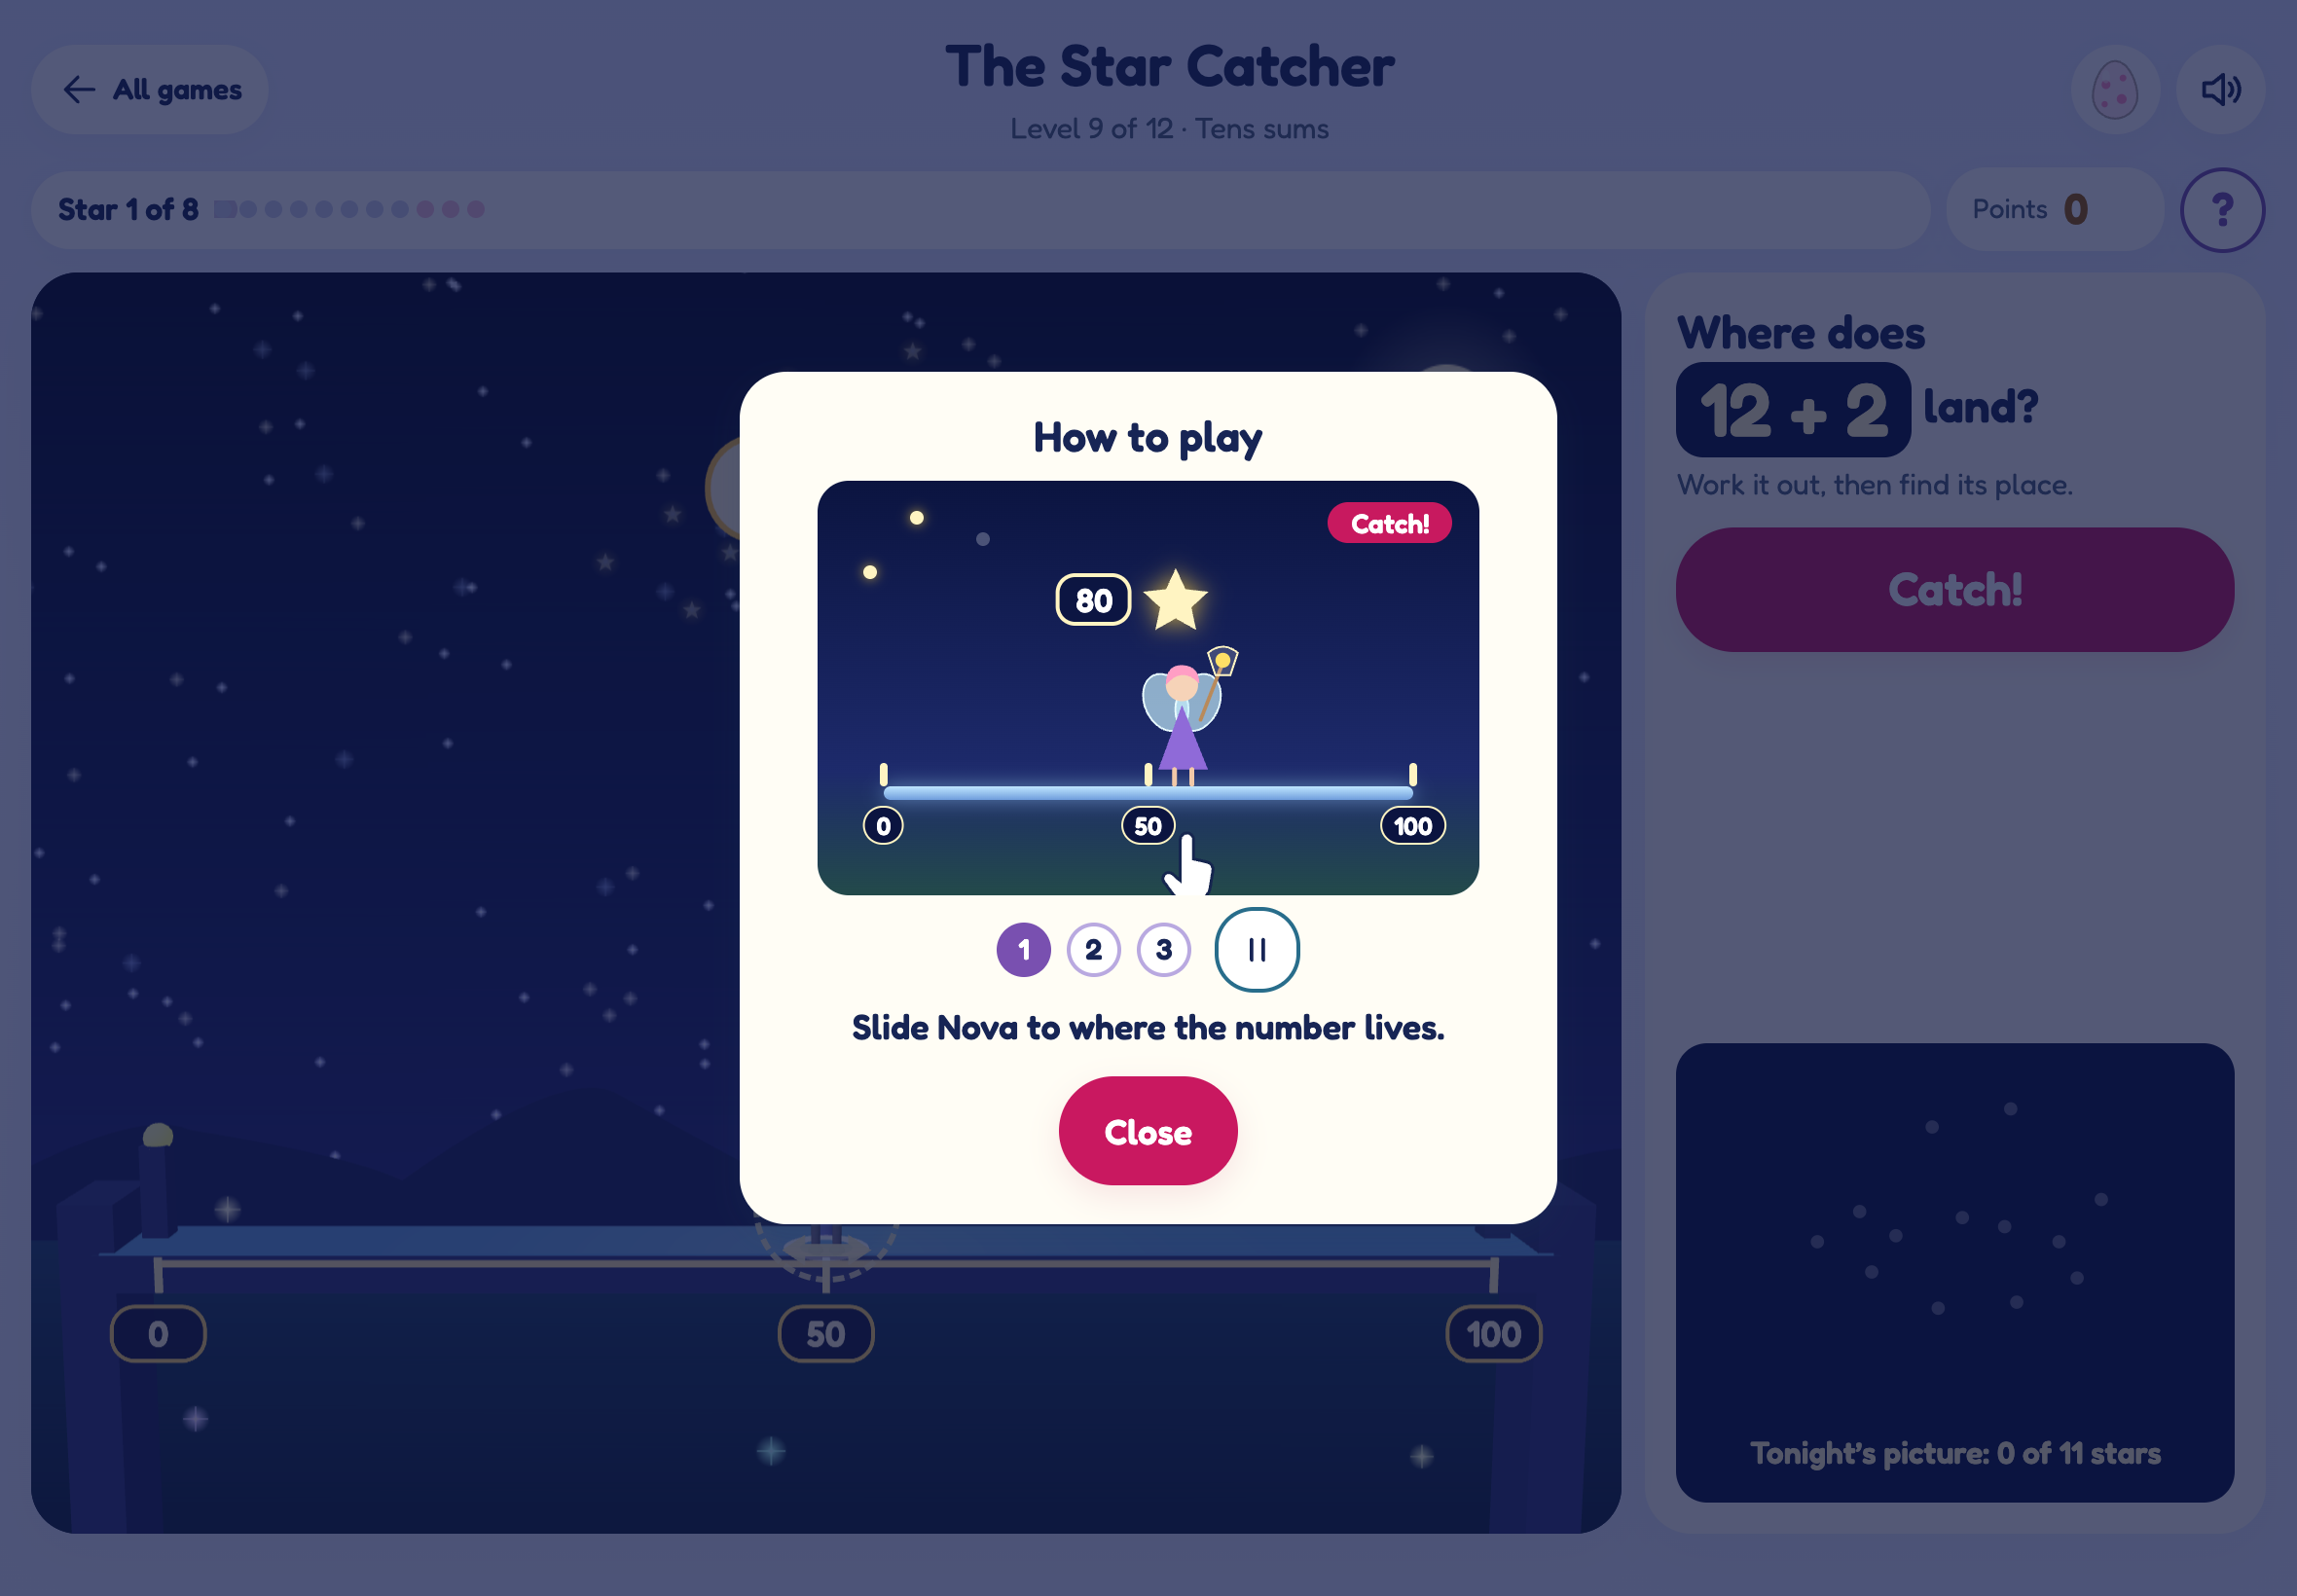 All games
The Star Catcher
Level 9 of 12 · Tens sums
Star 1 of 8
Points 0
?
Where does
12 + 2 land?
Work it out, then find its place.
Catch!
How to play
Catch!
80
0 50 100
1 2 3
Slide Nova to where the number lives.
Close
0 50 100
Tonight's picture: 0 of 11 stars